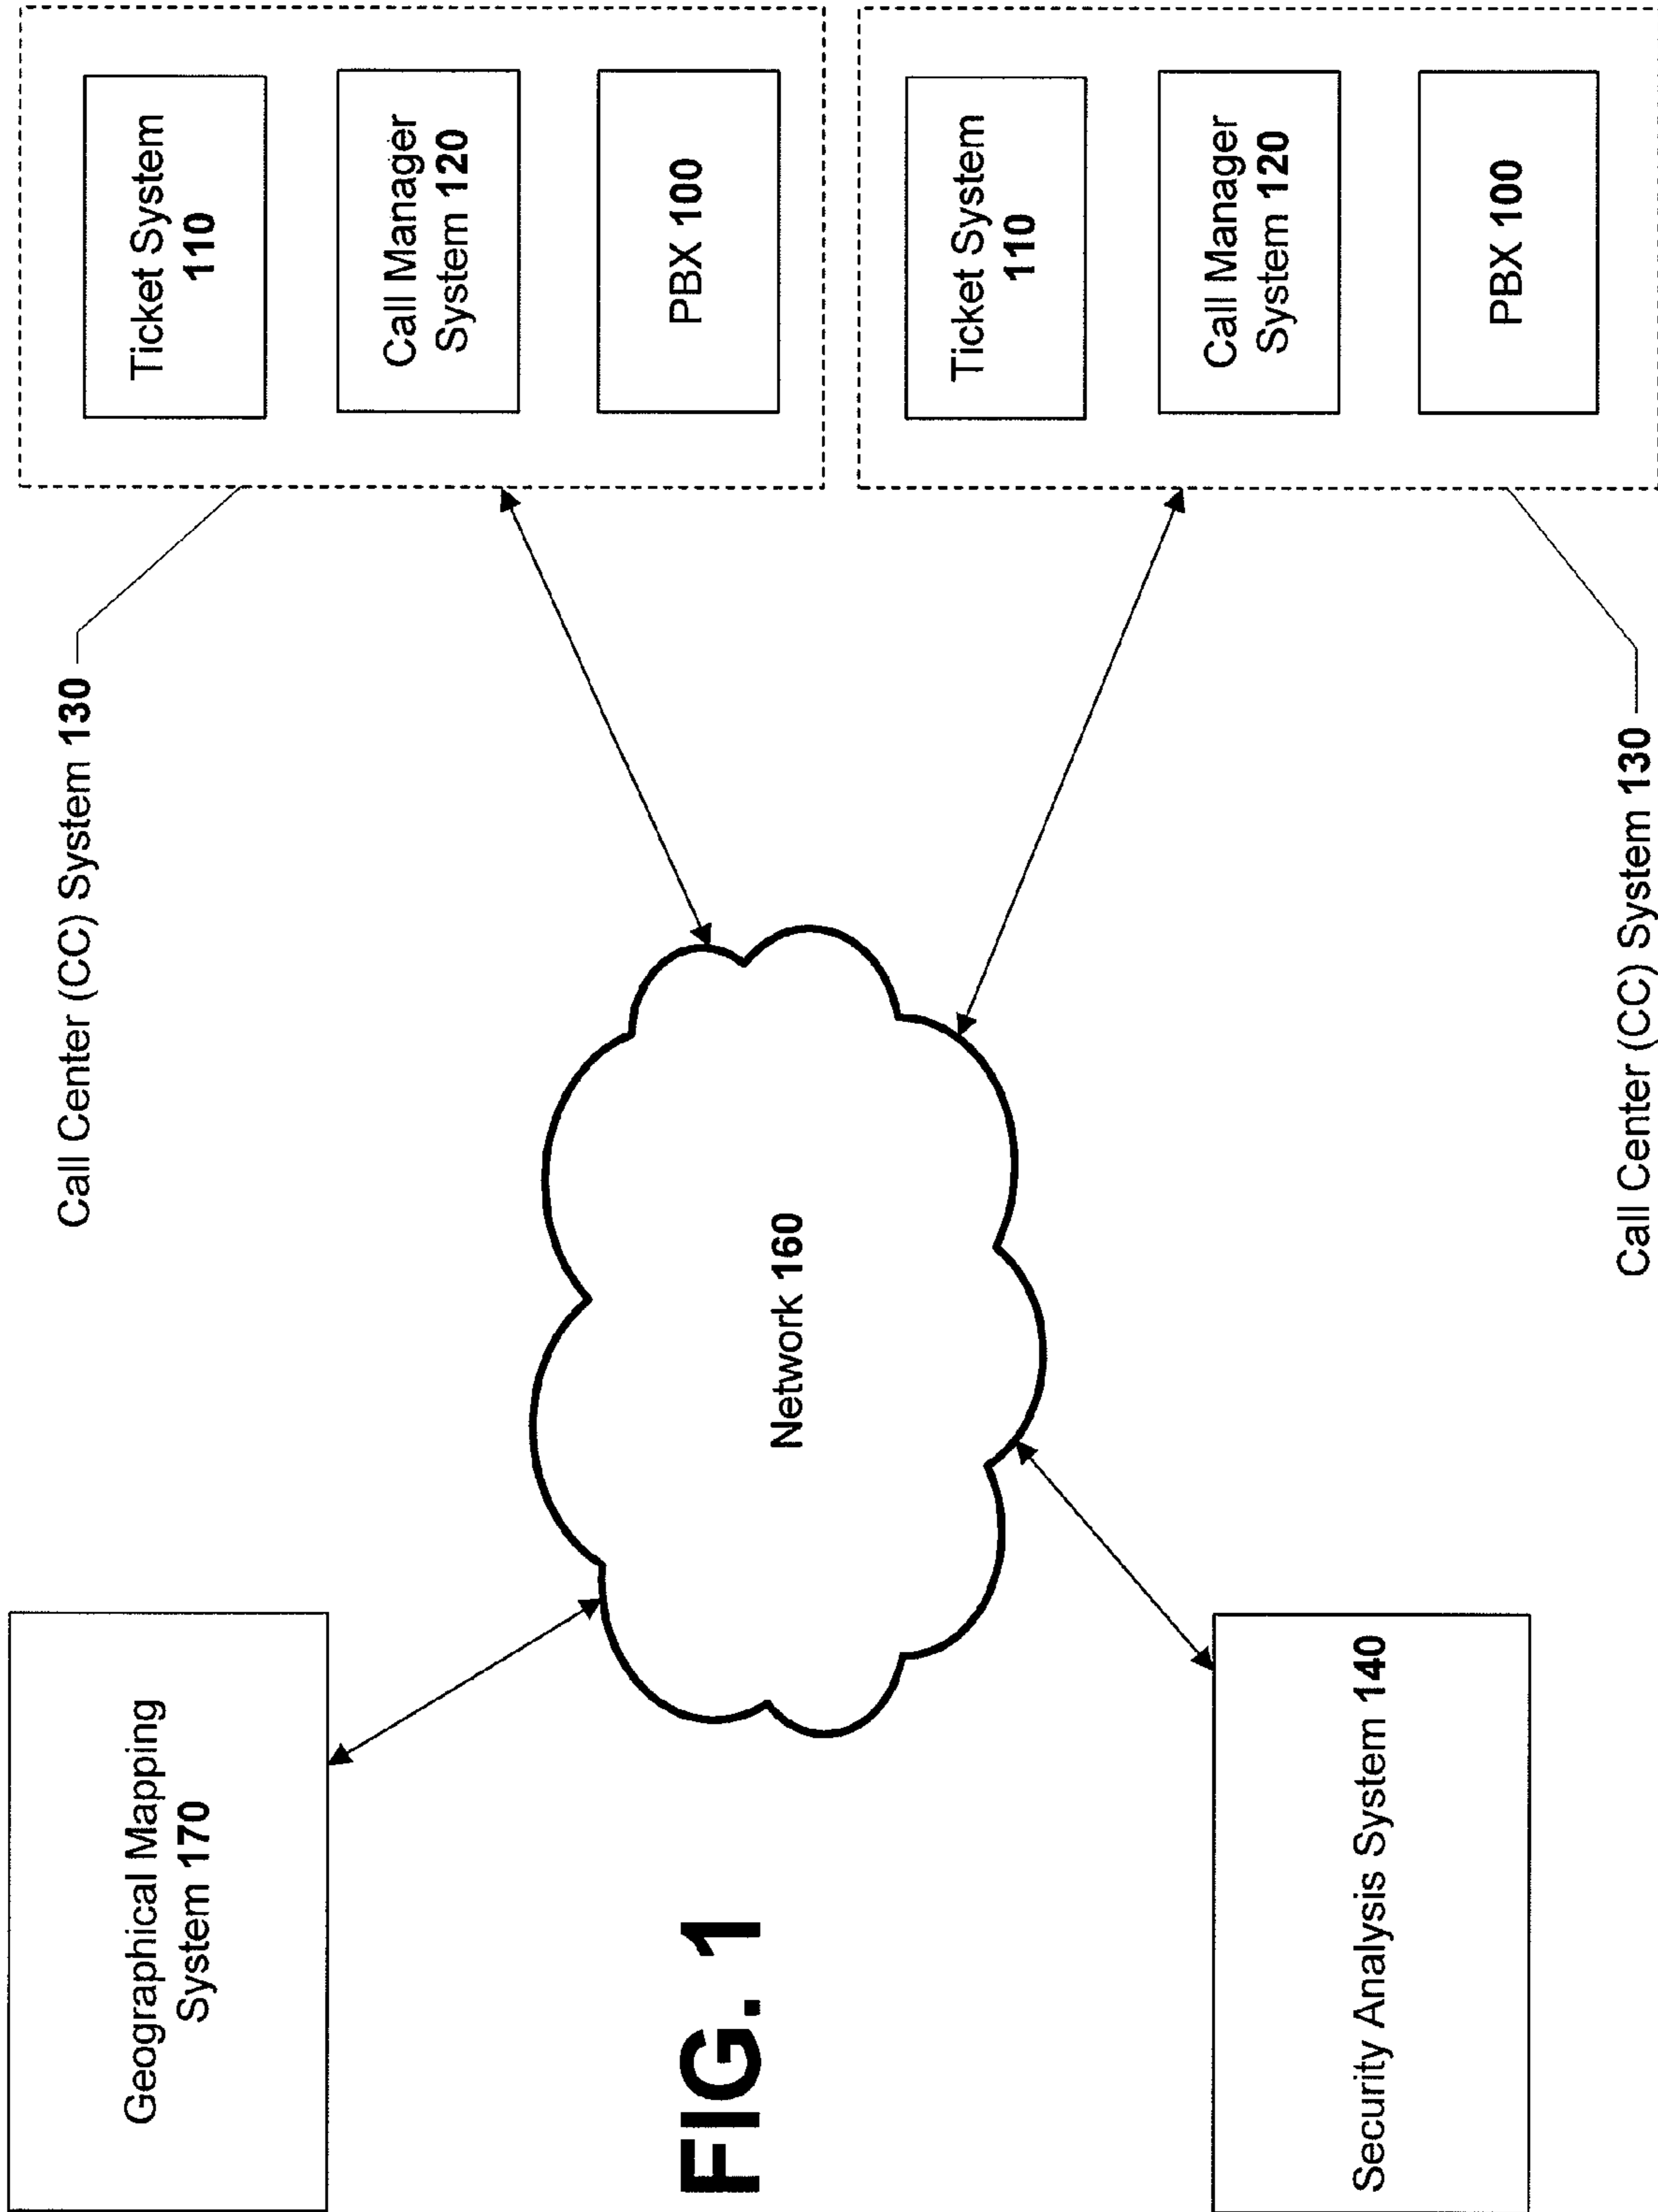 Geographical Mapping
System 170
Call Center (CC) System 130
Ticket System
110
Call Manager
System 120
PBX 100
Network 160
FIG. 1
Security Analysis System 140
Call Center (CC) System 130
Ticket System
110
Call Manager
System 120
PBX 100